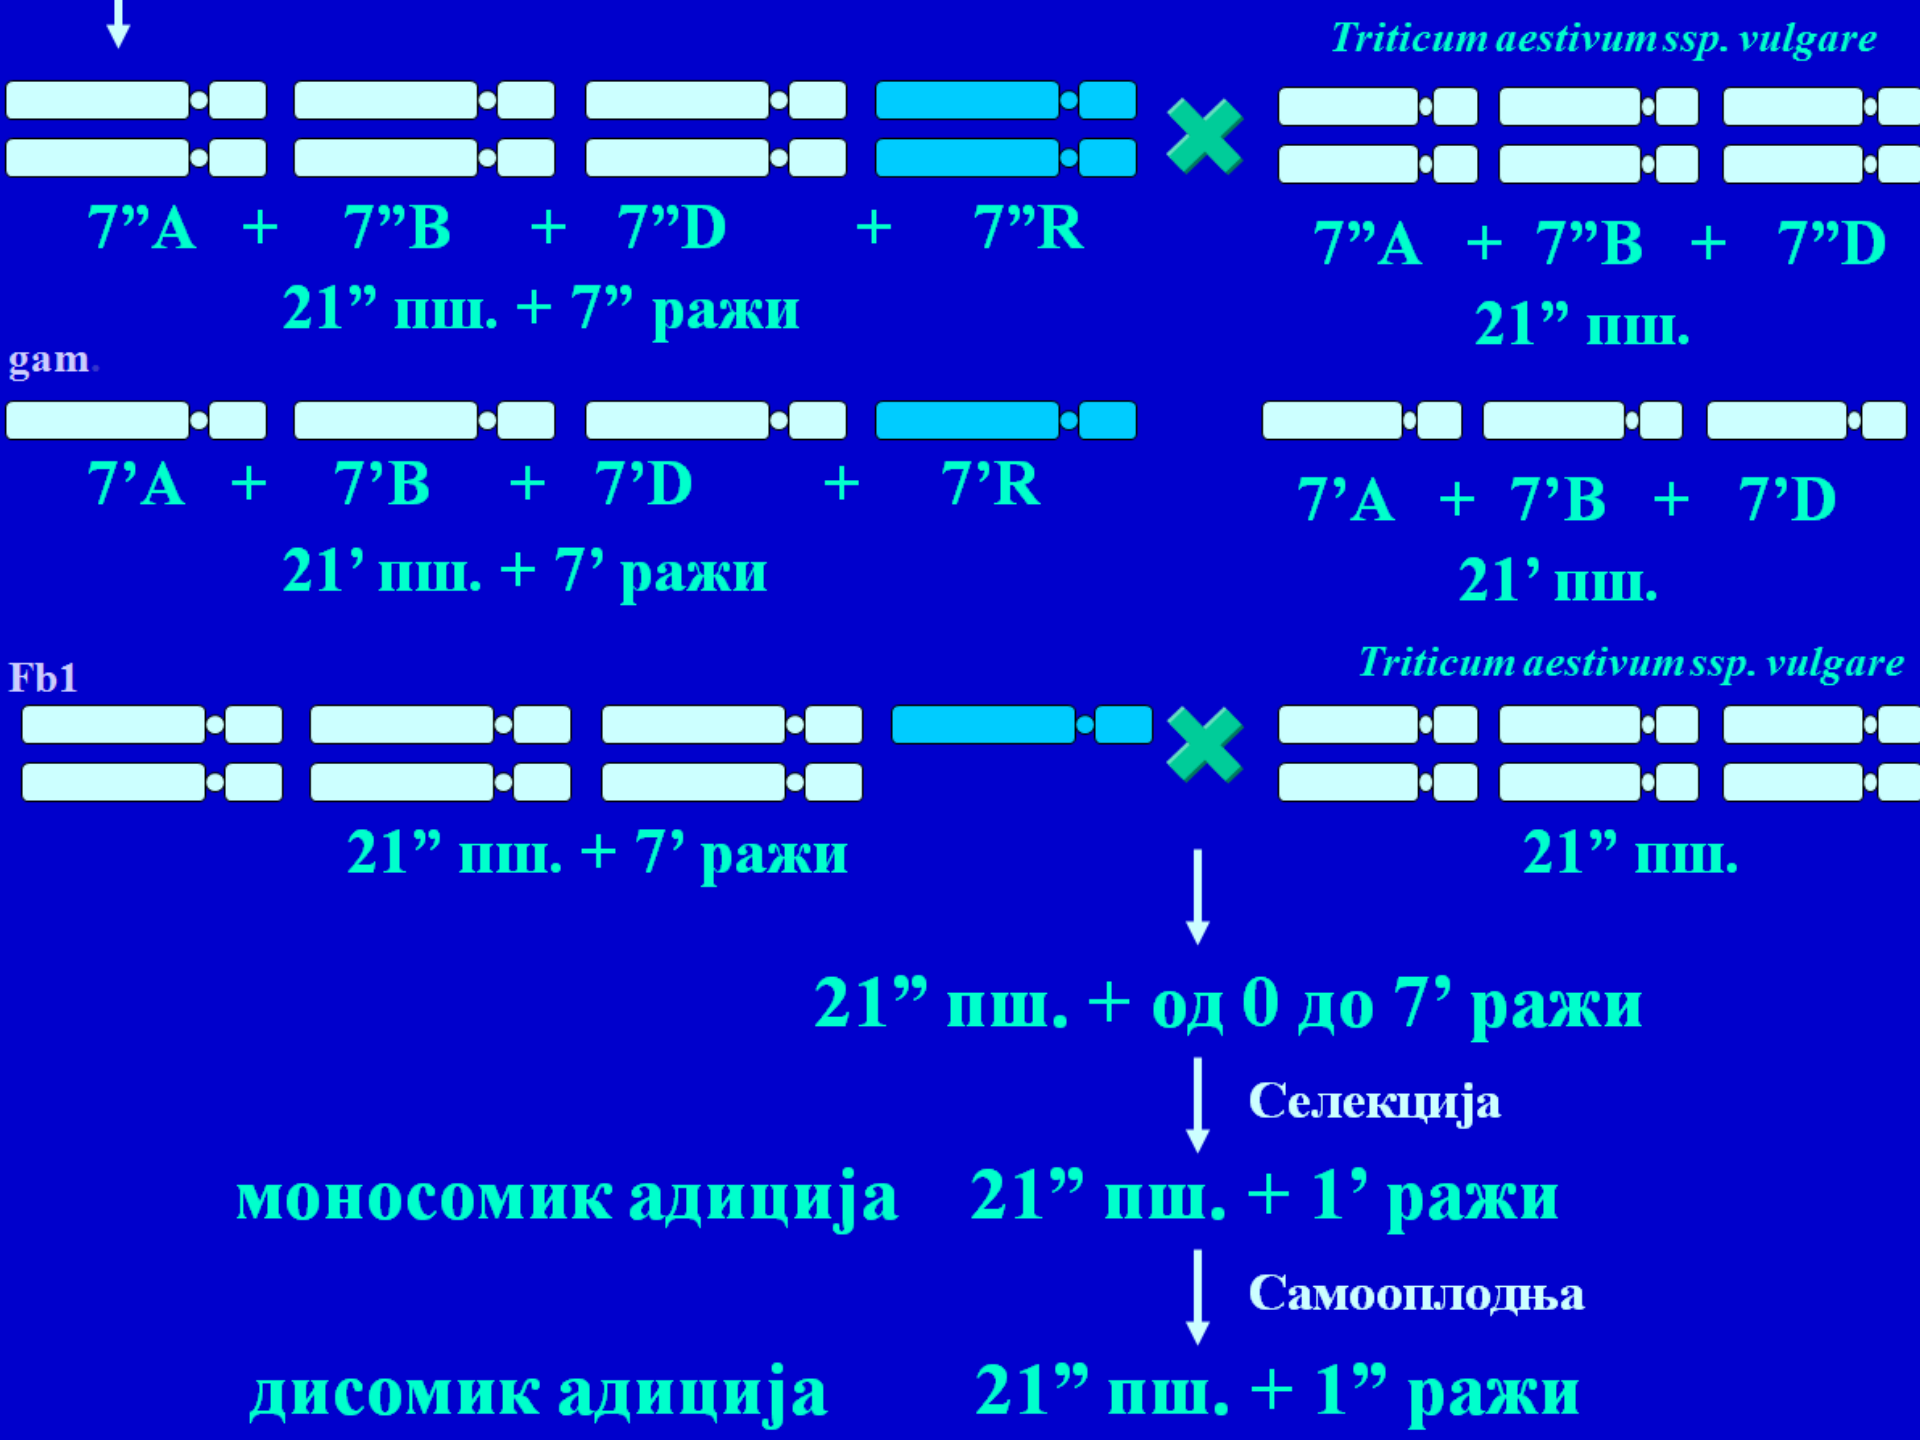 Triticum aestivum ssp. vulgare
7”A + 7”B + 7”D + 7”R
7”A + 7”B + 7”D
21” пш. + 7” ражи
21” пш.
gam.
7’A + 7’B + 7’D + 7’R
7’A + 7’B + 7’D
21’ пш. + 7’ ражи
21’ пш.
Fb1
Triticum aestivum ssp. vulgare
21” пш. + 7’ ражи
21” пш.
21” пш. + од 0 до 7’ ражи
Селекција
моносомик адиција 21” пш. + 1’ ражи
Самооплодња
дисомик адиција 21” пш. + 1” ражи